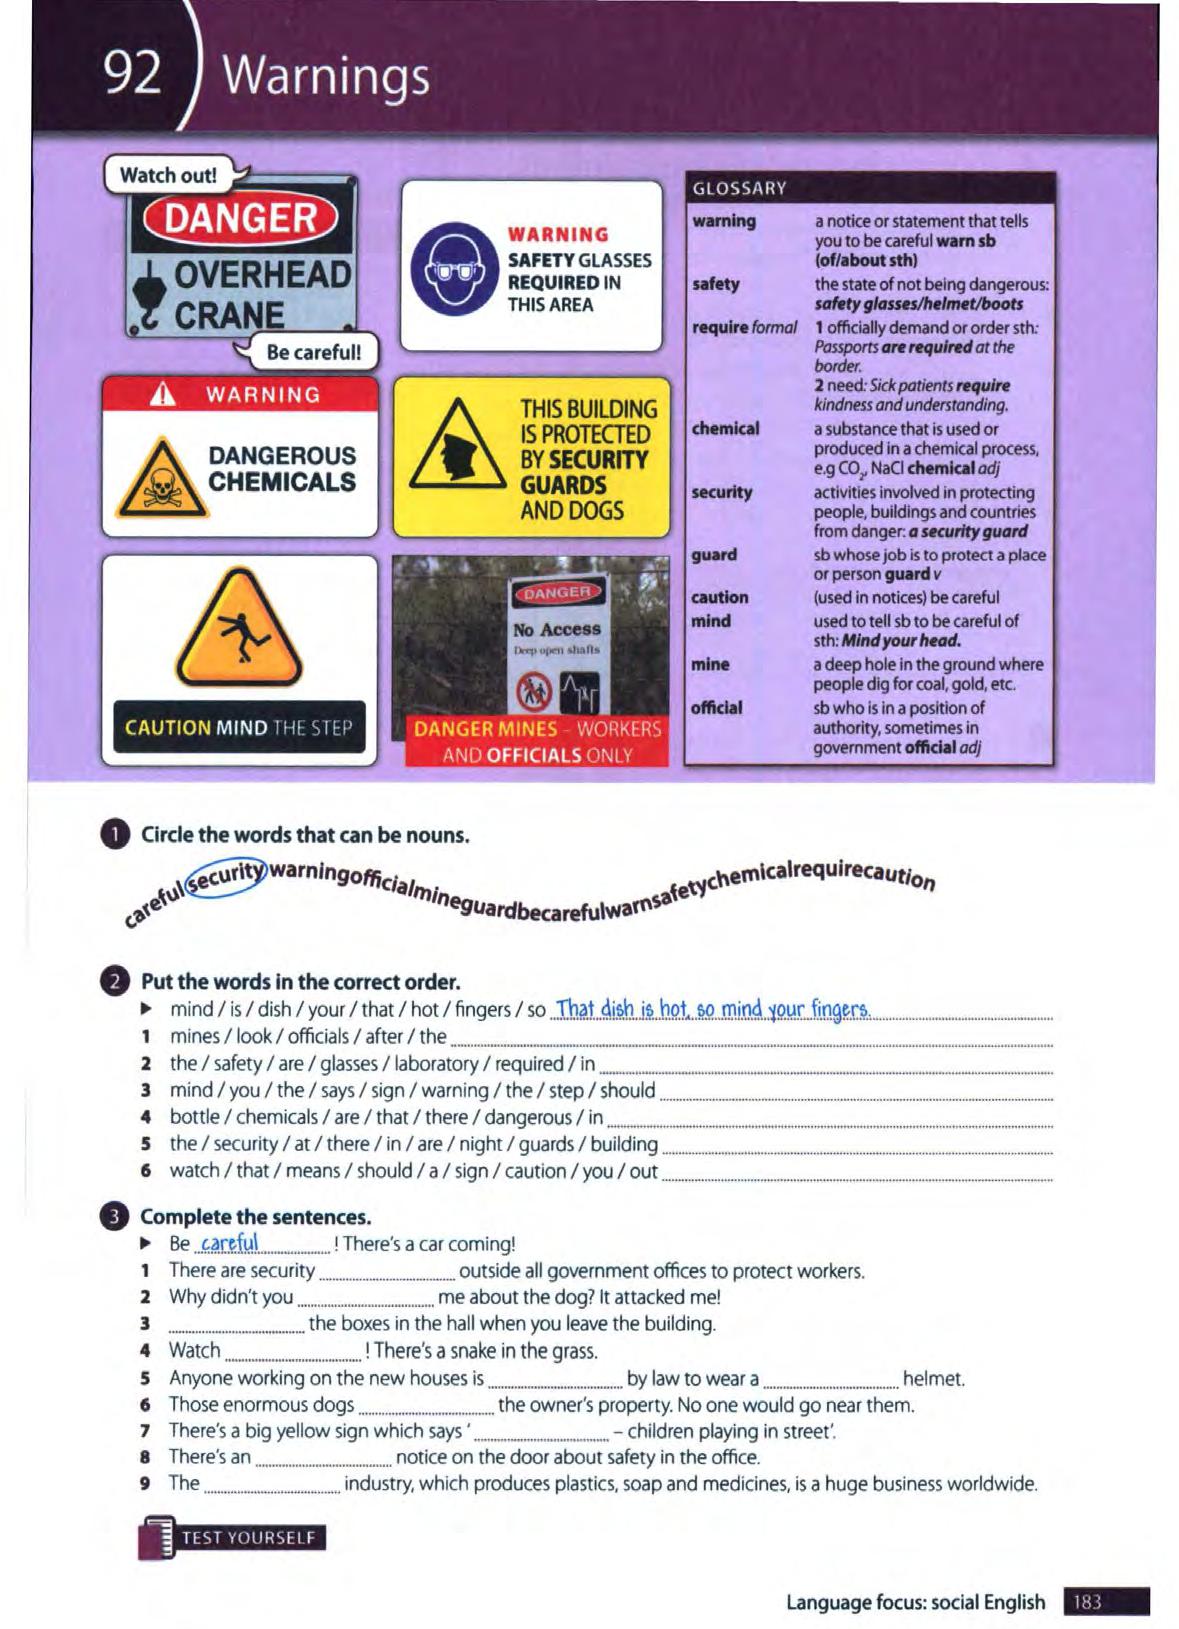 92 Warnings
Watch out!
DANGER
OVERHEAD
CRANE
Be careful!
WARNING
SAFETY GLASSES
REQUIRED IN
THIS AREA
WARNING
DANGEROUS
CHEMICALS
THIS BUILDING
IS PROTECTED
BY SECURITY
GUARDS
AND DOGS
CAUTION MIND THE STEP
DANGER
No Access
Deep open shafts
DANGER MINES – WORKERS
AND OFFICIALS ONLY
GLOSSARY
warning a notice or statement that tells
you to be careful warn sb
(of/about sth)
safety the state of not being dangerous:
safety glasses/helmet/boots
require formal 1 officially demand or order sth:
Passports are required at the
border.
2 need: Sick patients require
kindness and understanding.
chemical a substance that is used or
produced in a chemical process,
e.g CO₂, NaCl chemical adj
security activities involved in protecting
people, buildings and countries
from danger: a security guard
guard sb whose job is to protect a place
or person guard v
caution (used in notices) be careful
mind used to tell sb to be careful of
sth: Mind your head.
mine a deep hole in the ground where
people dig for coal, gold, etc.
official sb who is in a position of
authority, sometimes in
government official adj
1 Circle the words that can be nouns.
carefulsecuritywarningofficialmineguardbecarefulwarnsafetychemicalrequirecaution
2 Put the words in the correct order.
▶ mind / is / dish / your / that / hot / fingers / so That dish is hot, so mind your fingers.
1 mines / look / officials / after / the
2 the / safety / are / glasses / laboratory / required / in
3 mind / you / the / says / sign / warning / the / step / should
4 bottle / chemicals / are / that / there / dangerous / in
5 the / security / at / there / in / are / night / guards / building
6 watch / that / means / should / a / sign / caution / you / out
3 Complete the sentences.
▶ Be careful ! There's a car coming!
1 There are security ............ outside all government offices to protect workers.
2 Why didn't you ............ me about the dog? It attacked me!
3 ............ the boxes in the hall when you leave the building.
4 Watch ............ ! There's a snake in the grass.
5 Anyone working on the new houses is ............ by law to wear a ............ helmet.
6 Those enormous dogs ............ the owner's property. No one would go near them.
7 There's a big yellow sign which says ' ............ – children playing in street'.
8 There's an ............ notice on the door about safety in the office.
9 The ............ industry, which produces plastics, soap and medicines, is a huge business worldwide.
TEST YOURSELF
Language focus: social English 183